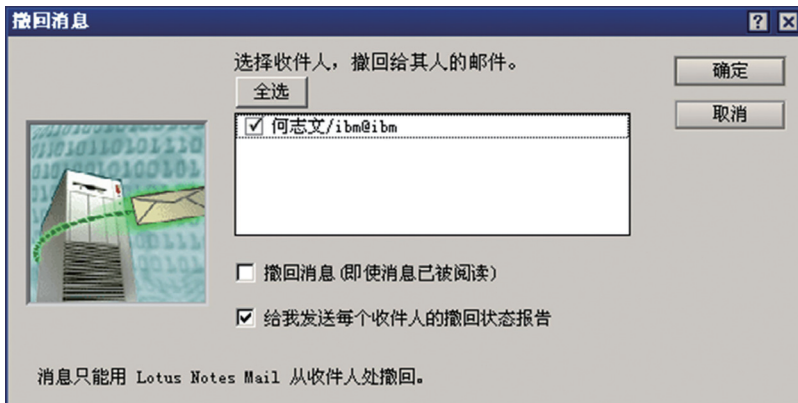 撤回消息
选择收件人，撤回给其人的邮件。
确定
全选
取消
何志文/ibm@ibm
撤回消息(即使消息已被阅读)
给我发送每个收件人的撤回状态报告
消息只能用 Lotus Notes Mail 从收件人处撤回。